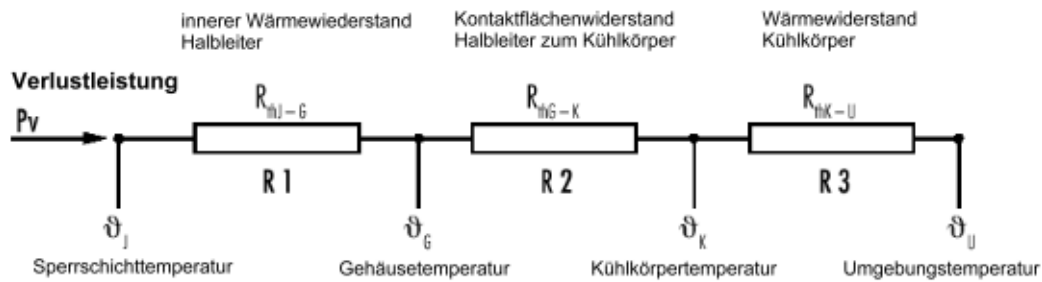 innerer Wärmewiederstand
Halbleiter
Kontaktflächenwiderstand
Halbleiter zum Kühlkörper
Wärmewiderstand
Kühlkörper
Verlustleistung
Pv
RthJ–G
RthG–K
RthK–U
R 1
R 2
R 3
ϑJ
ϑG
ϑK
ϑU
Sperrschichttemperatur
Gehäusetemperatur
Kühlkörpertemperatur
Umgebungstemperatur